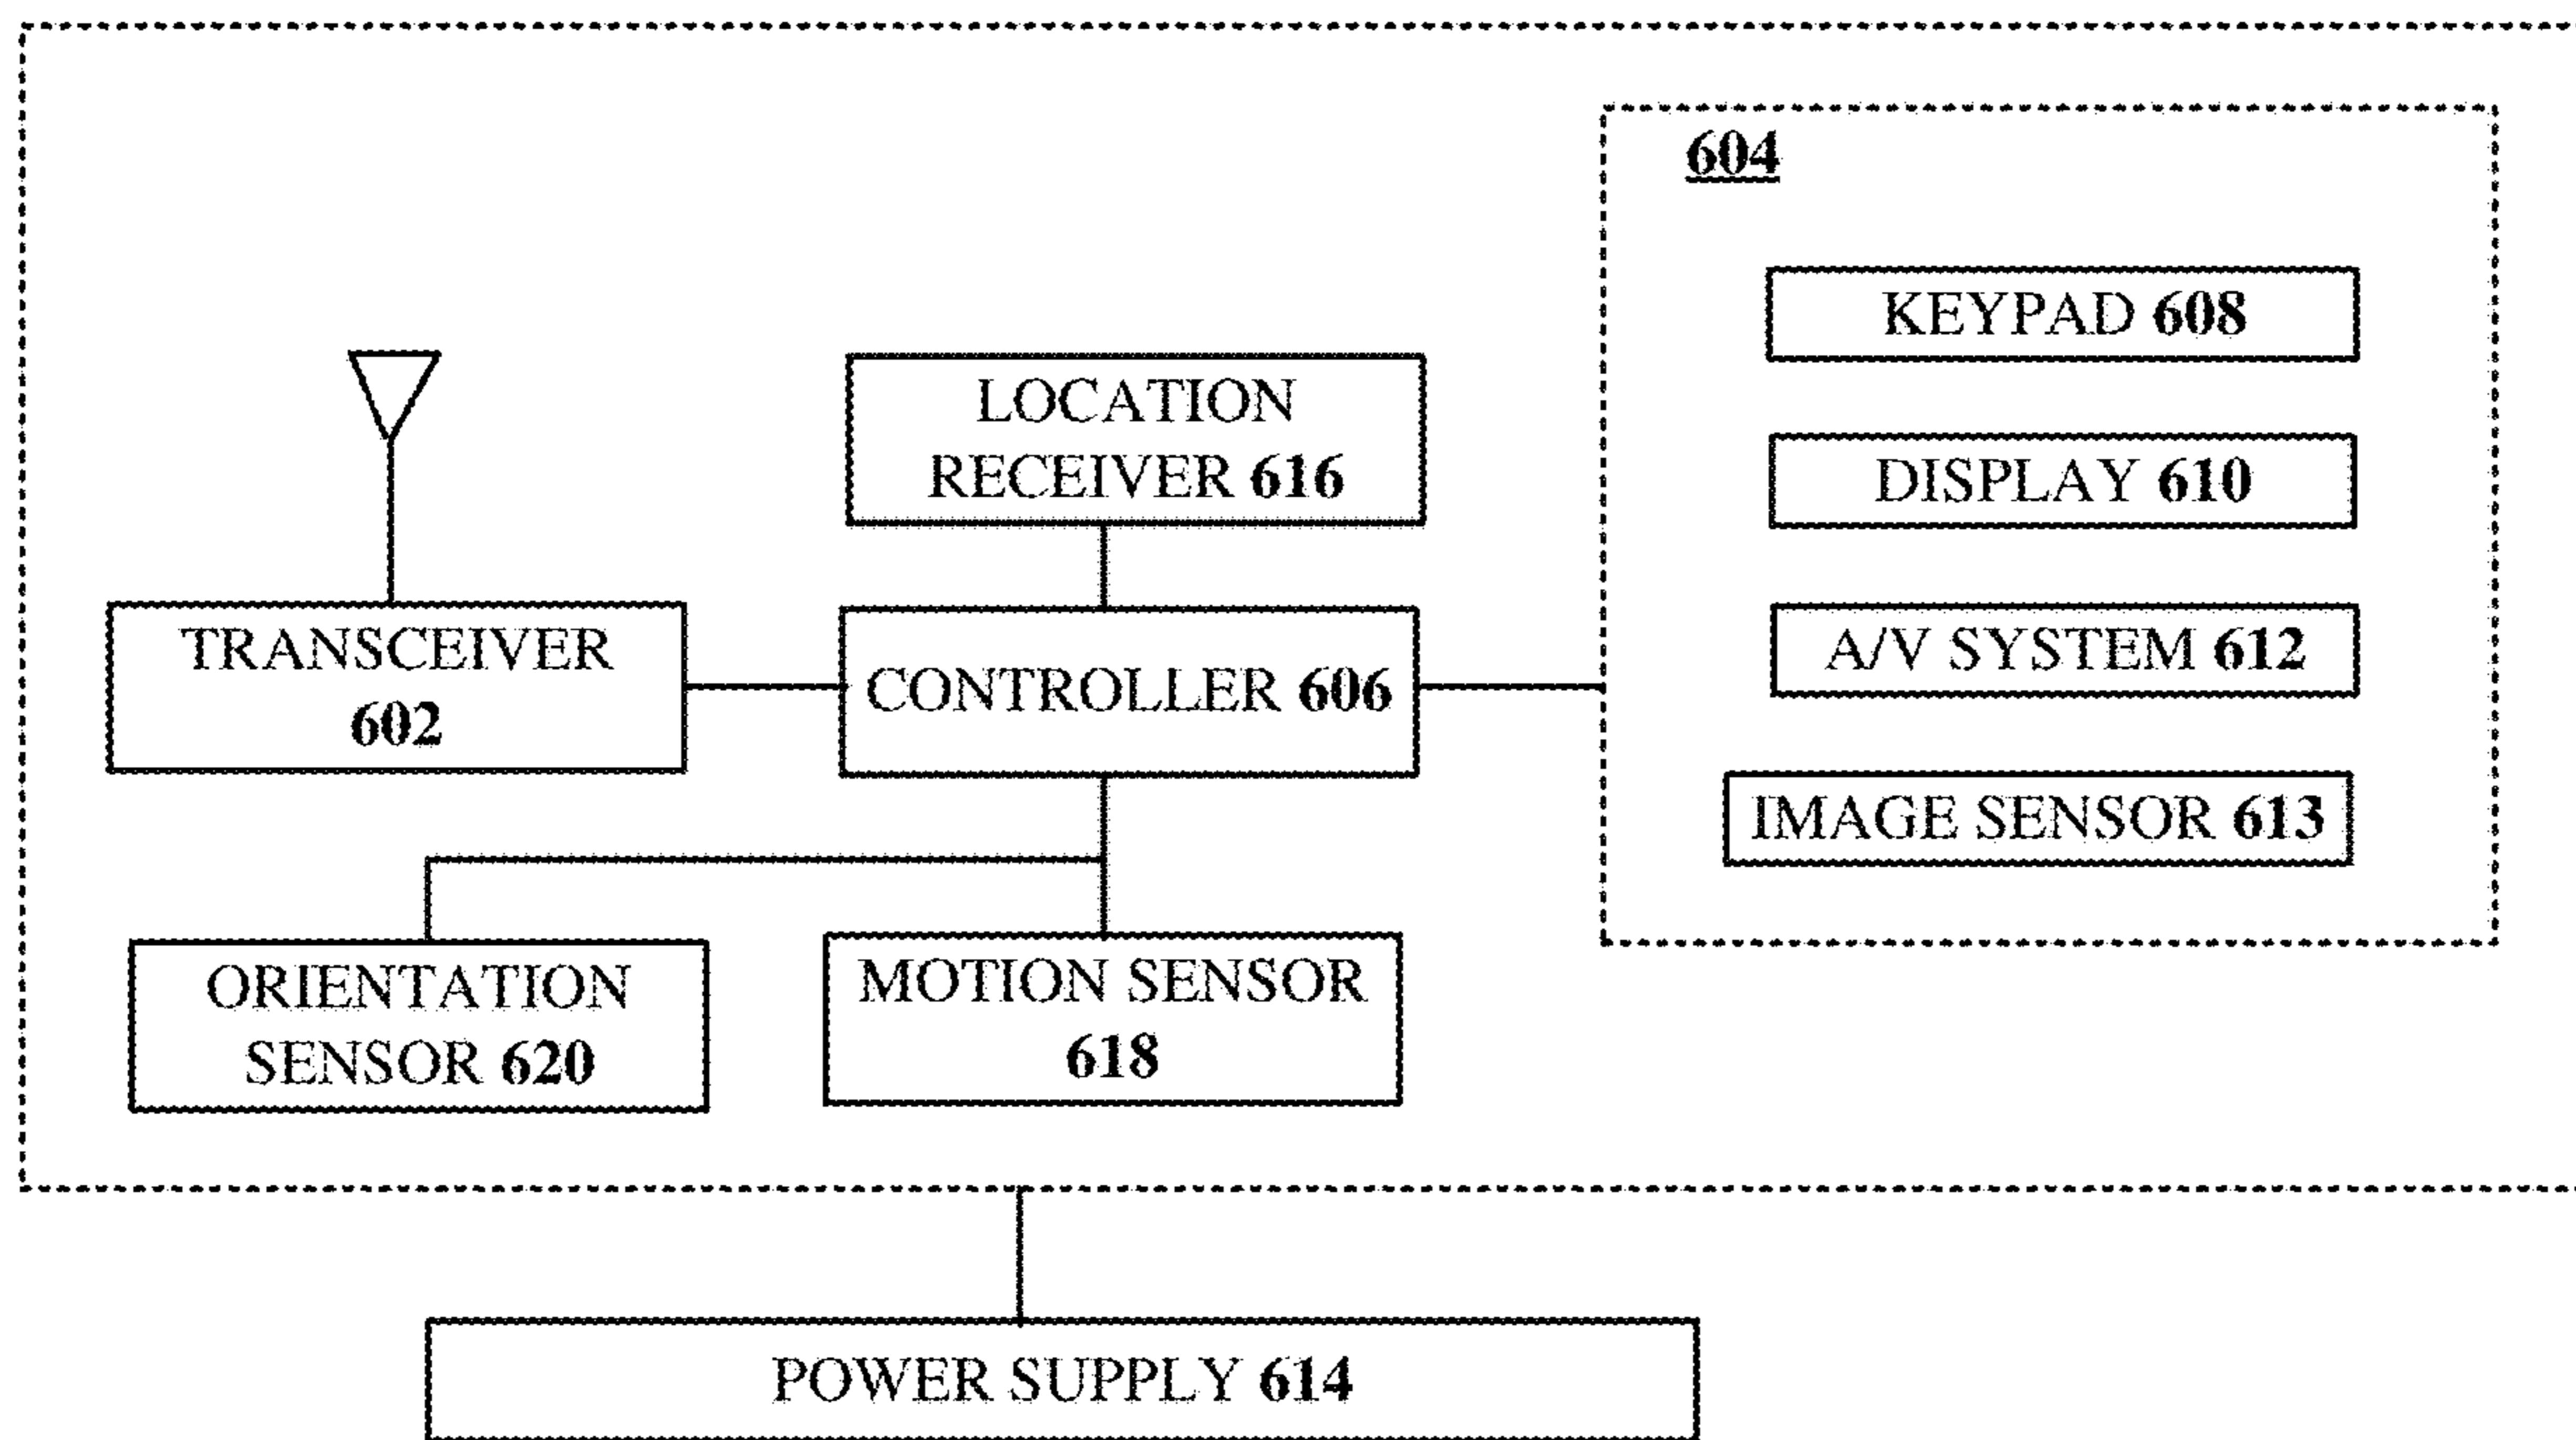 604
KEYPAD 608
LOCATION
RECEIVER 616
DISPLAY 610
TRANSCEIVER
602
CONTROLLER 606
A/V SYSTEM 612
IMAGE SENSOR 613
ORIENTATION
SENSOR 620
MOTION SENSOR
618
POWER SUPPLY 614